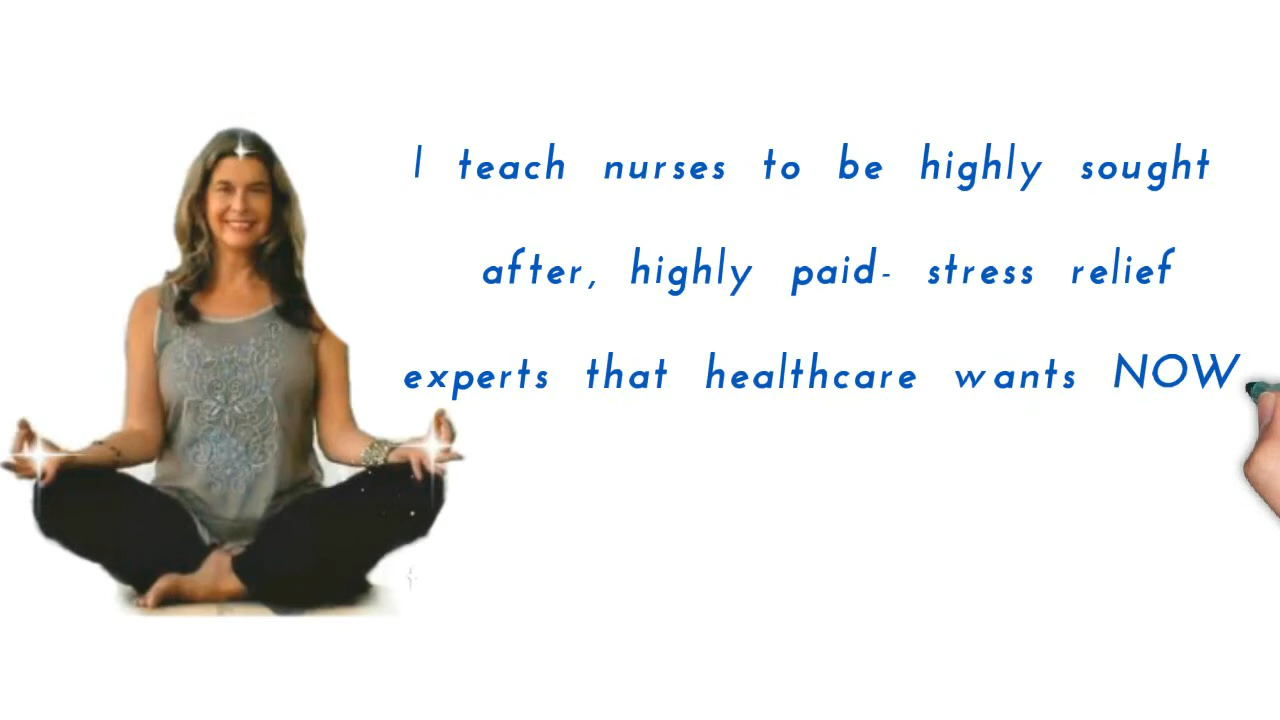 I teach nurses to be highly sought
after, highly paid- stress relief
experts that healthcare wants NOW